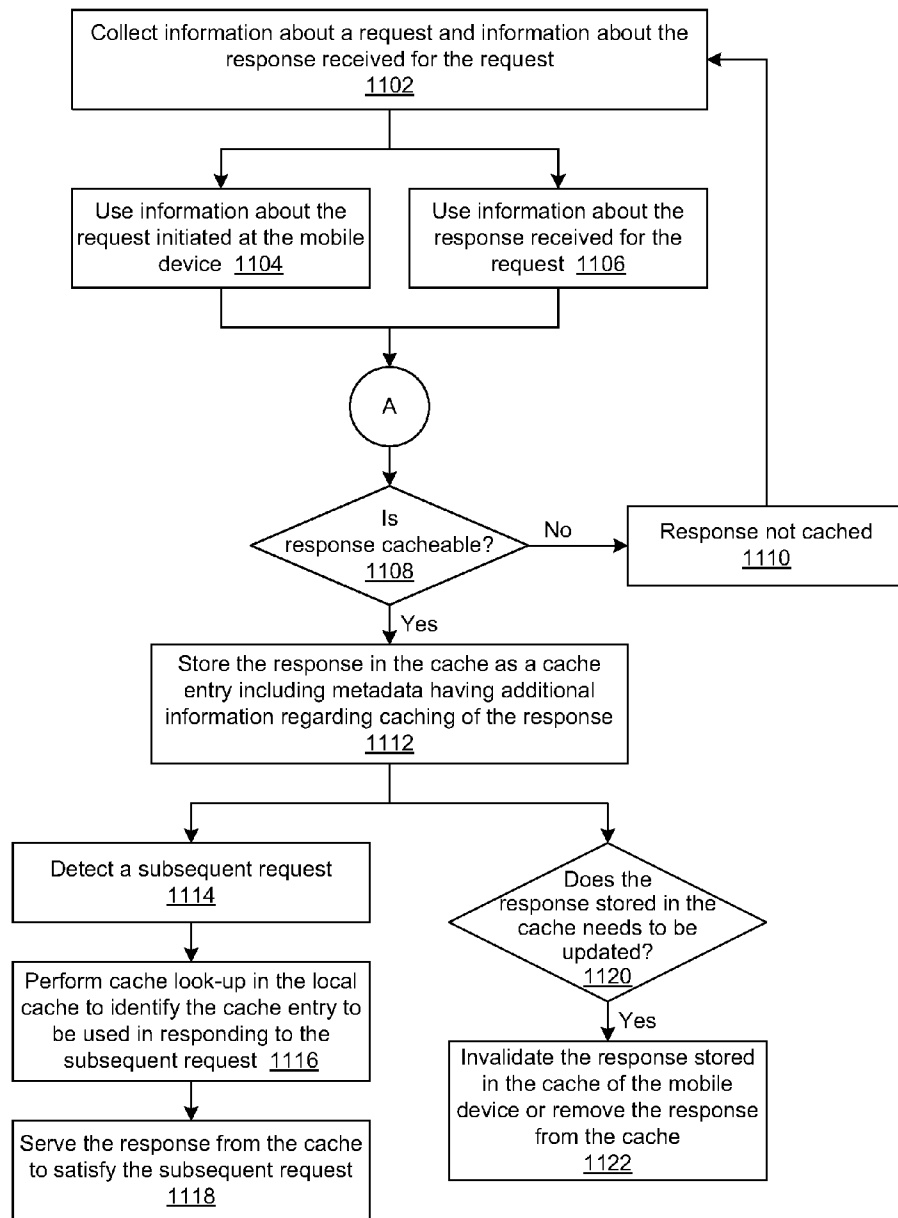 Collect information about a request and information about the
response received for the request
1102
Use information about the
request initiated at the mobile
device 1104
Use information about the
response received for the
request 1106
A
Is
response cacheable?
1108
No
Response not cached
1110
Yes
Store the response in the cache as a cache
entry including metadata having additional
information regarding caching of the response
1112
Detect a subsequent request
1114
Perform cache look-up in the local
cache to identify the cache entry to
be used in responding to the
subsequent request 1116
Serve the response from the cache
to satisfy the subsequent request
1118
Does the
response stored in the
cache needs to be
updated?
1120
Yes
Invalidate the response stored
in the cache of the mobile
device or remove the response
from the cache
1122